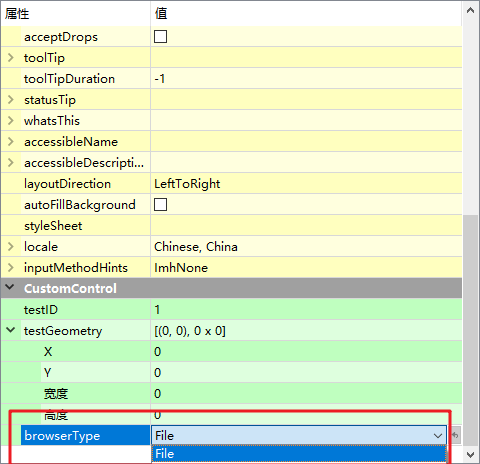 属性 值
acceptDrops
toolTip
toolTipDuration -1
statusTip
whatsThis
accessibleName
accessibleDescripti...
layoutDirection LeftToRight
autoFillBackground
styleSheet
locale Chinese, China
inputMethodHints ImhNone
CustomControl
testID 1
testGeometry [(0, 0), 0 x 0]
X 0
Y 0
宽度 0
高度 0
browserType File
File